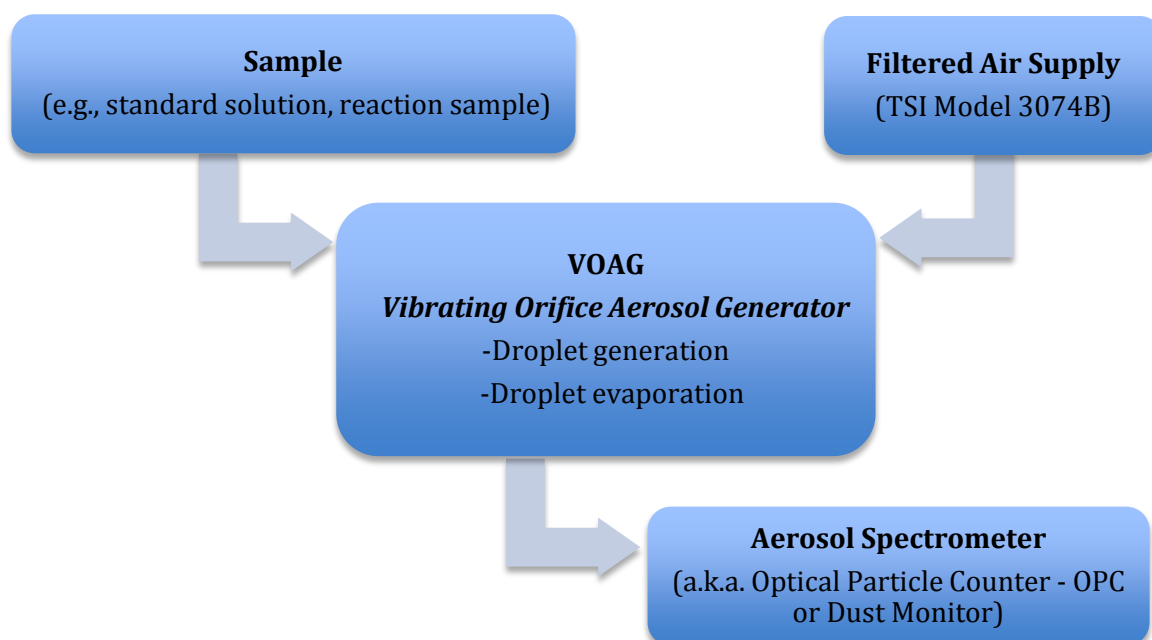 Sample
(e.g., standard solution, reaction sample)
Filtered Air Supply
(TSI Model 3074B)
VOAG
Vibrating Orifice Aerosol Generator
-Droplet generation
-Droplet evaporation
Aerosol Spectrometer
(a.k.a. Optical Particle Counter - OPC
or Dust Monitor)